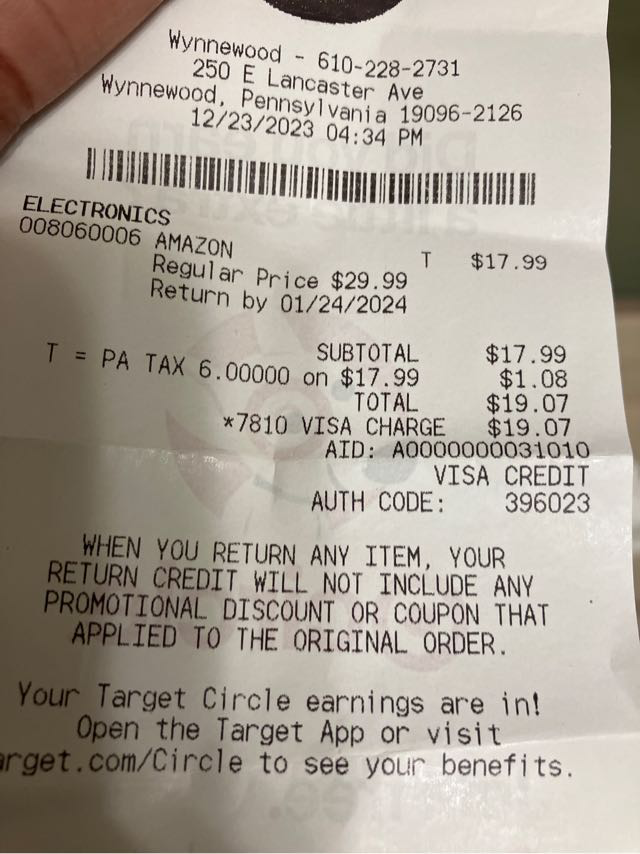 Wynnewood - 610-228-2731
250 E Lancaster Ave
Wynnewood, Pennsylvania 19096-2126
12/23/2023 04:34 PM
ELECTRONICS
008060006 AMAZON T $17.99
Regular Price $29.99
Return by 01/24/2024
SUBTOTAL $17.99
T = PA TAX 6.00000 on $17.99 $1.08
TOTAL $19.07
*7810 VISA CHARGE $19.07
AID: A0000000031010
VISA CREDIT
AUTH CODE: 396023
WHEN YOU RETURN ANY ITEM, YOUR
RETURN CREDIT WILL NOT INCLUDE ANY
PROMOTIONAL DISCOUNT OR COUPON THAT
APPLIED TO THE ORIGINAL ORDER.
Your Target Circle earnings are in!
Open the Target App or visit
arget.com/Circle to see your benefits.